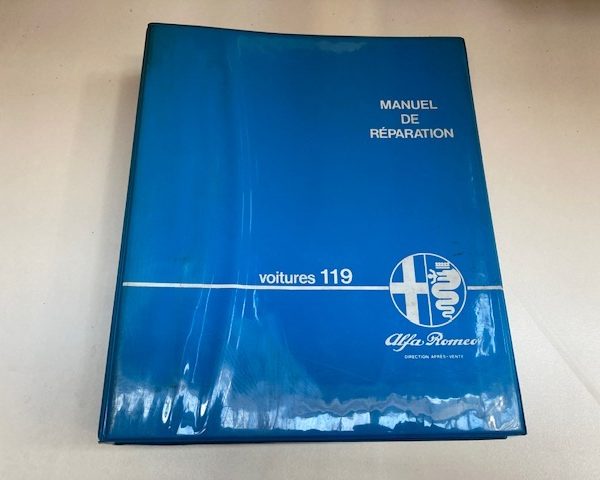 MANUEL
DE
RÉPARATION
voitures 119
Alfa Romeo
DIRECTION APRÈS-VENTE